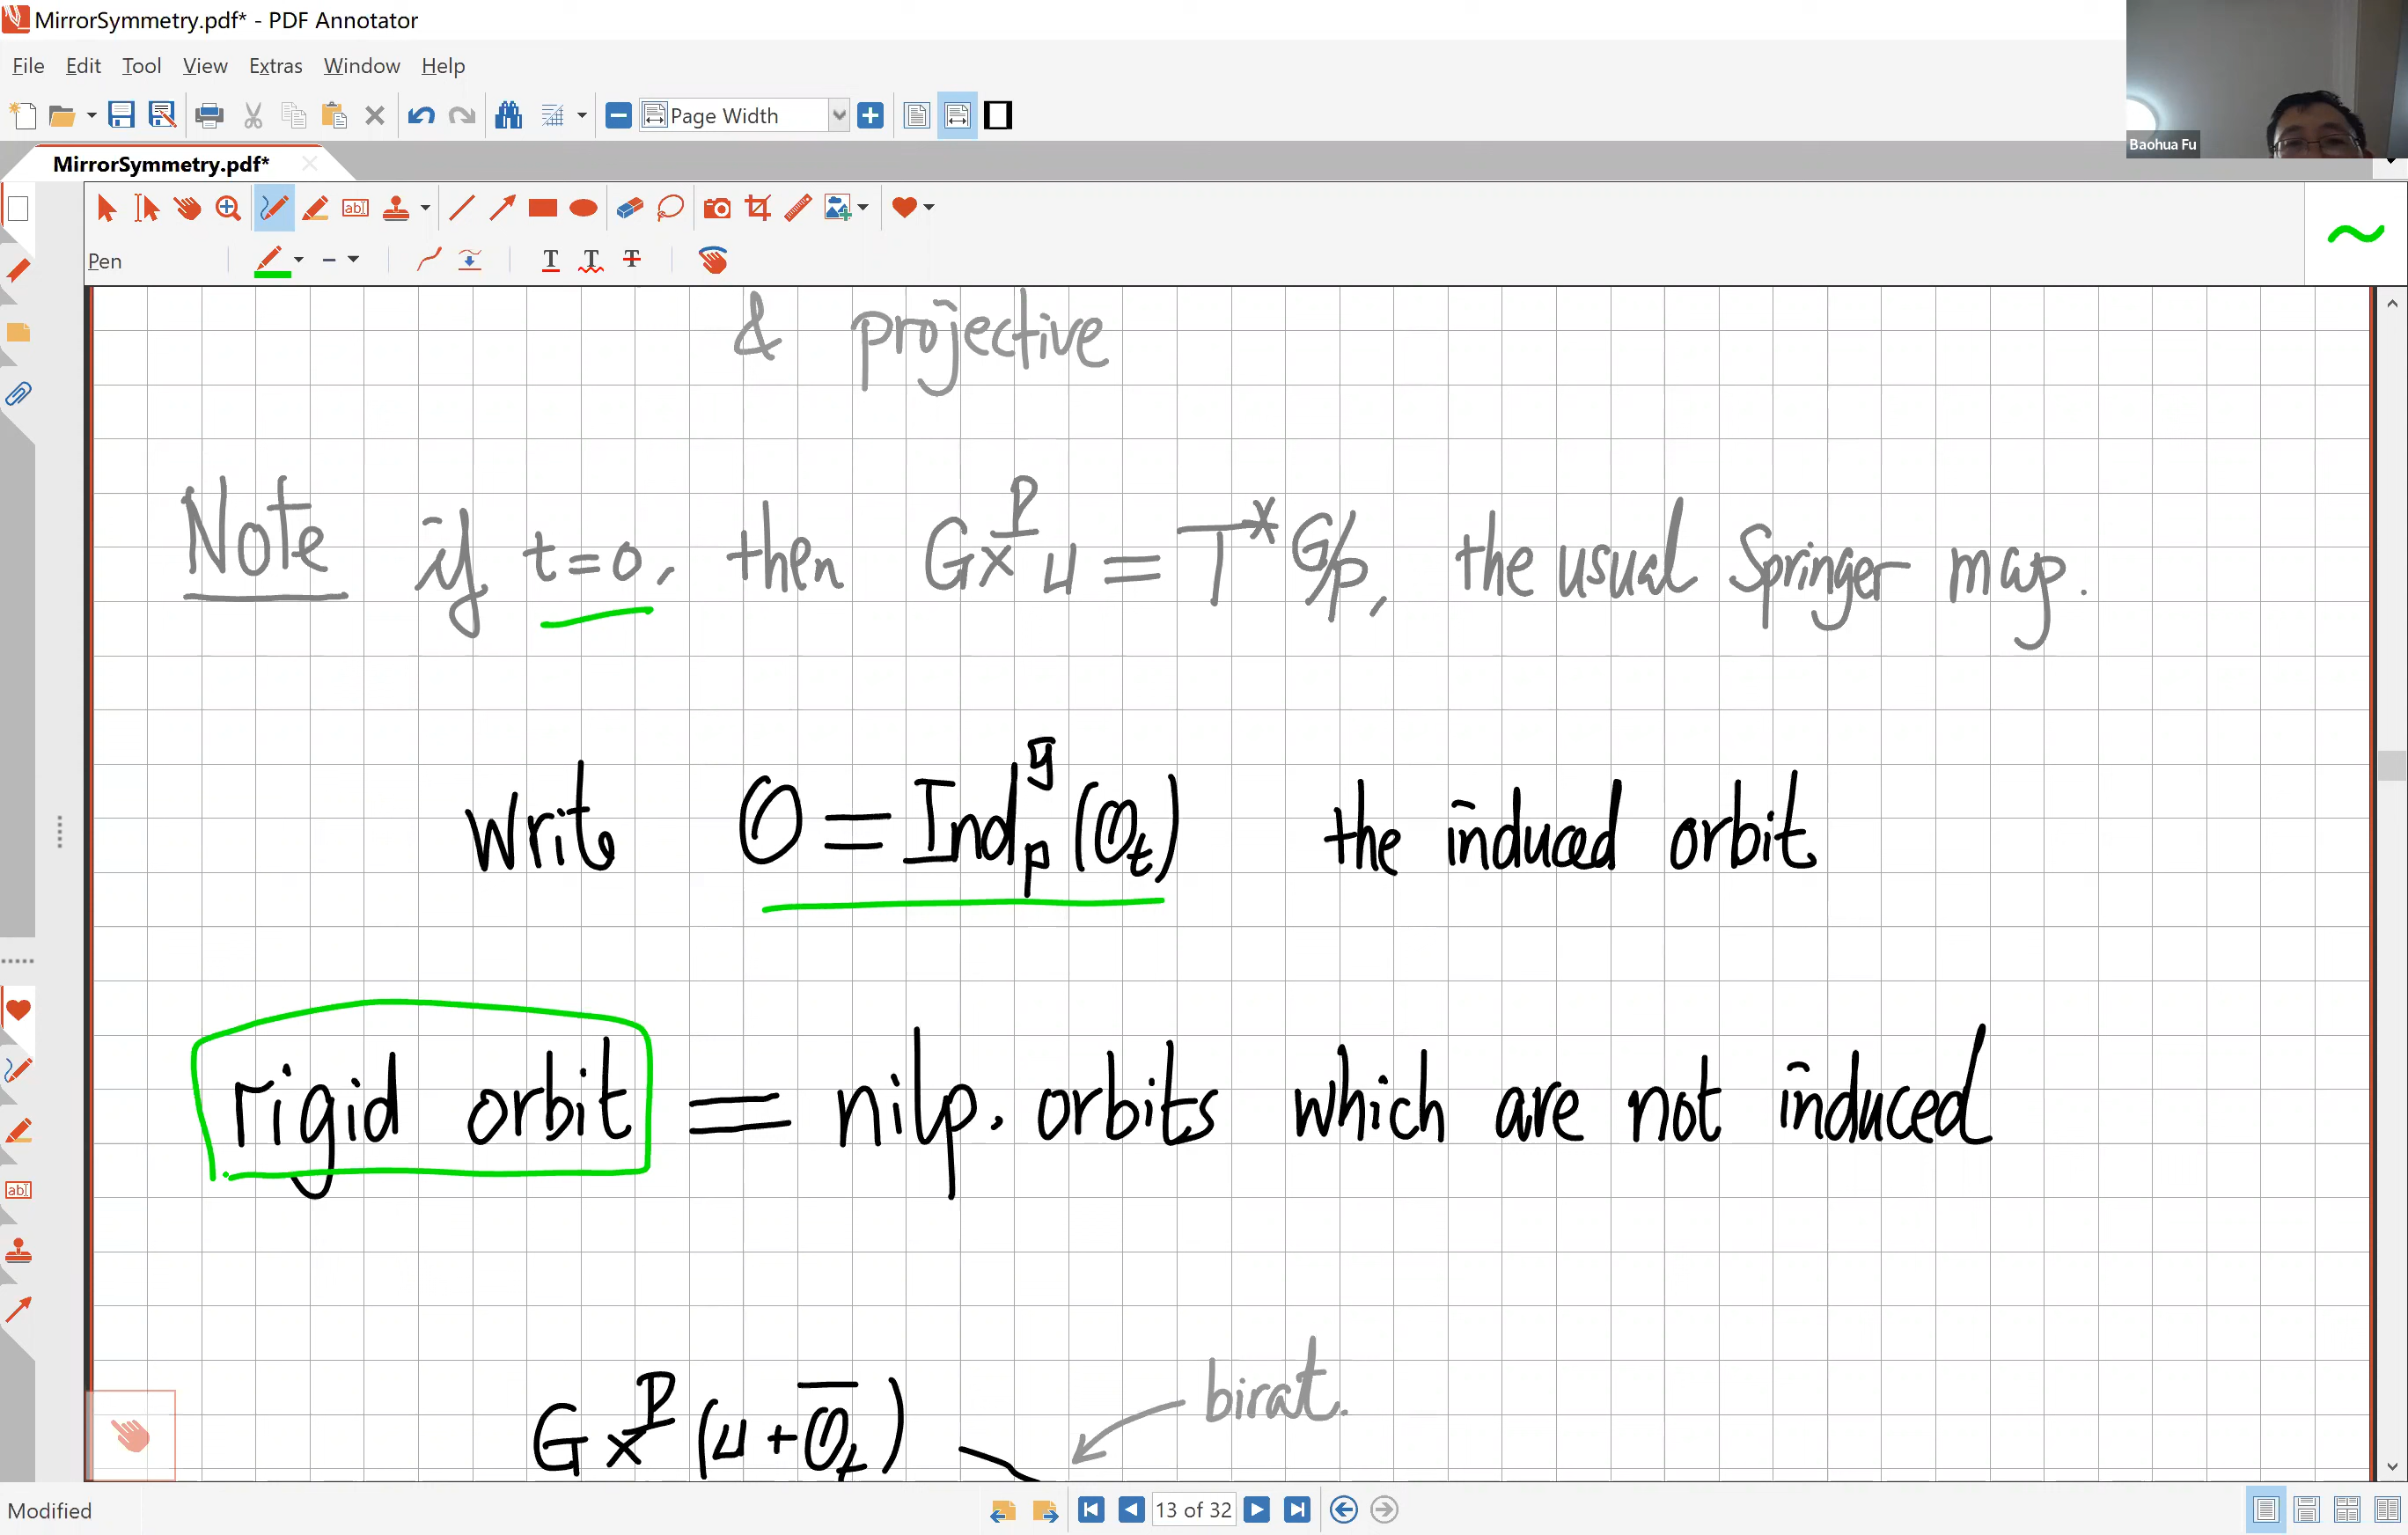 MirrorSymmetry.pdf* - PDF Annotator
File Edit Tool View Extras Window Help
Page Width
Baohua Fu
MirrorSymmetry.pdf*
Pen
& projective
Note if t=0, then G×^P u = T*G/P, the usual Springer map.
Write O = Ind_p^g (O_t) the induced orbit
rigid orbit = nilp. orbits which are not induced
birat.
G×^P (u + \overline{O}_t)
Modified
13 of 32